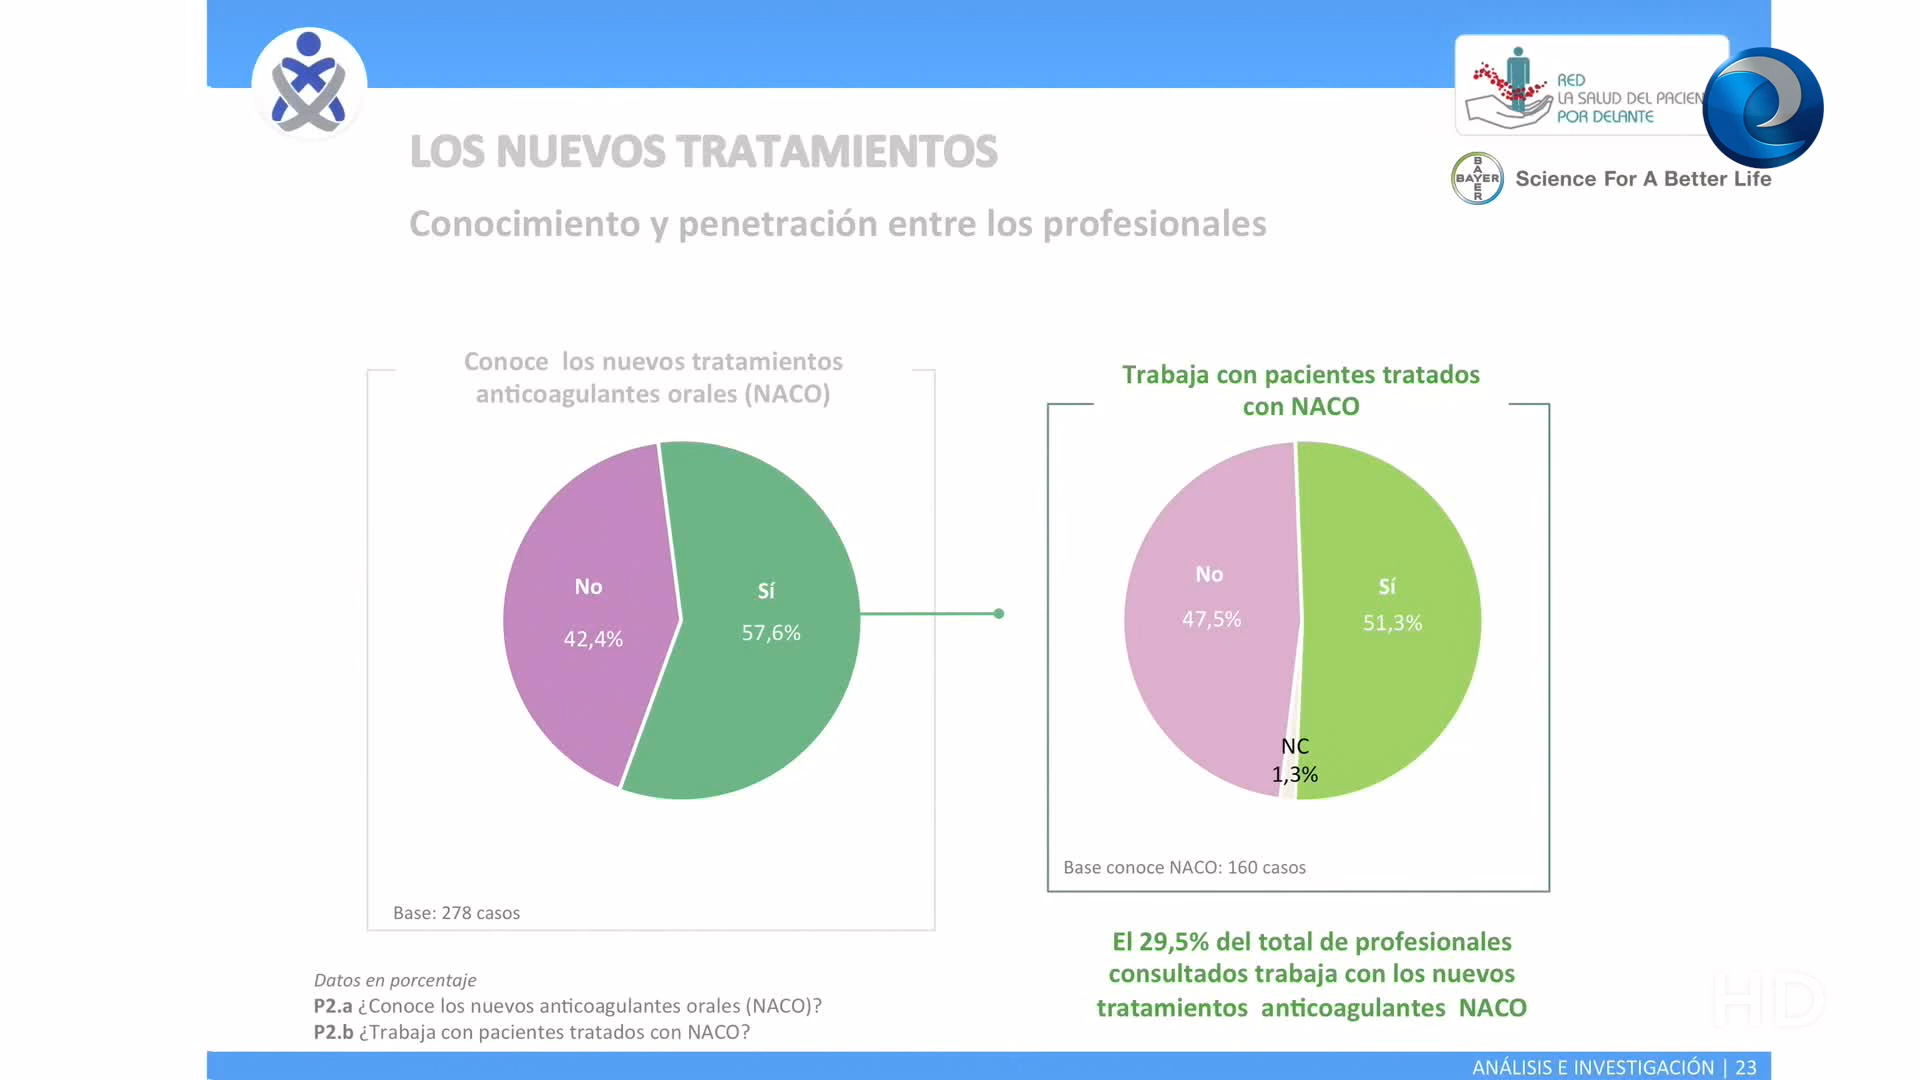 RED
LA SALUD DEL PACIEN
POR DELANTE
BAYER
BAYER
Science For A Better Life
LOS NUEVOS TRATAMIENTOS
Conocimiento y penetración entre los profesionales
Conoce los nuevos tratamientos
anticoagulantes orales (NACO)
No
42,4%
Sí
57,6%
Base: 278 casos
Trabaja con pacientes tratados
con NACO
No
47,5%
Sí
51,3%
NC
1,3%
Base conoce NACO: 160 casos
El 29,5% del total de profesionales
consultados trabaja con los nuevos
tratamientos anticoagulantes NACO
Datos en porcentaje
P2.a ¿Conoce los nuevos anticoagulantes orales (NACO)?
P2.b ¿Trabaja con pacientes tratados con NACO?
HD
ANÁLISIS E INVESTIGACIÓN | 23